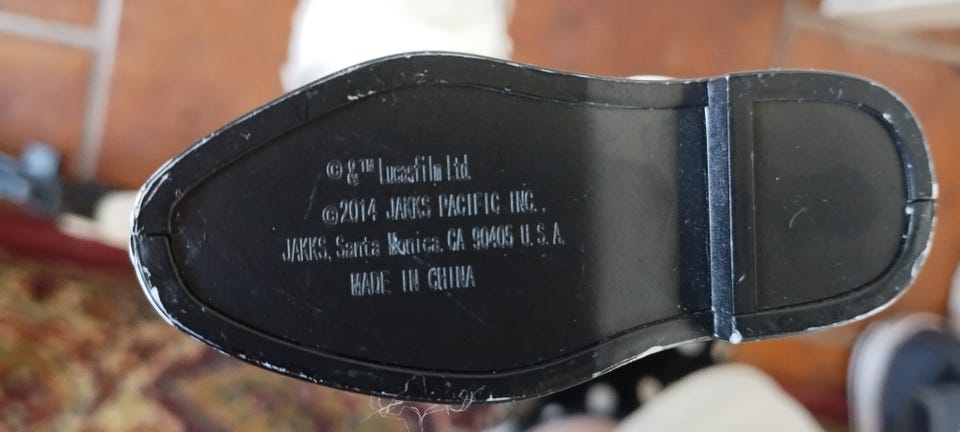 ©&™ Lucasfilm Ltd.
©2014 JAKKS PACIFIC INC.,
JAKKS, Santa Monica, CA 90405 U.S.A.
MADE IN CHINA